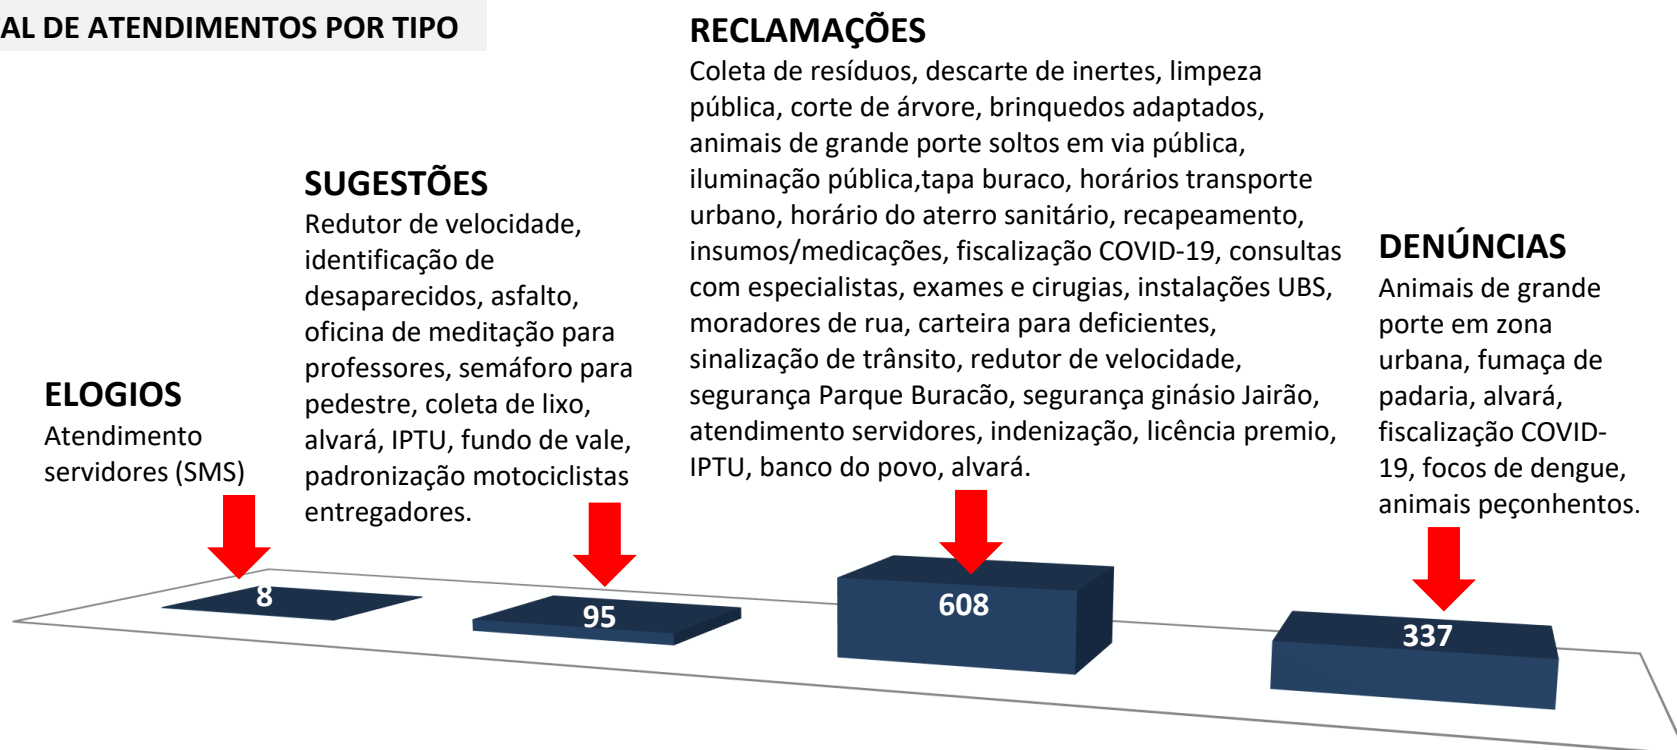 AL DE ATENDIMENTOS POR TIPO
ELOGIOS
Atendimento
servidores (SMS)
SUGESTÕES
Redutor de velocidade,
identificação de
desaparecidos, asfalto,
oficina de meditação para
professores, semáforo para
pedestre, coleta de lixo,
alvará, IPTU, fundo de vale,
padronização motociclistas
entregadores.
RECLAMAÇÕES
Coleta de resíduos, descarte de inertes, limpeza
pública, corte de árvore, brinquedos adaptados,
animais de grande porte soltos em via pública,
iluminação pública,tapa buraco, horários transporte
urbano, horário do aterro sanitário, recapeamento,
insumos/medicações, fiscalização COVID-19, consultas
com especialistas, exames e cirugias, instalações UBS,
moradores de rua, carteira para deficientes,
sinalização de trânsito, redutor de velocidade,
segurança Parque Buracão, segurança ginásio Jairão,
atendimento servidores, indenização, licência premio,
IPTU, banco do povo, alvará.
DENÚNCIAS
Animais de grande
porte em zona
urbana, fumaça de
padaria, alvará,
fiscalização COVID-
19, focos de dengue,
animais peçonhentos.
8
95
608
337